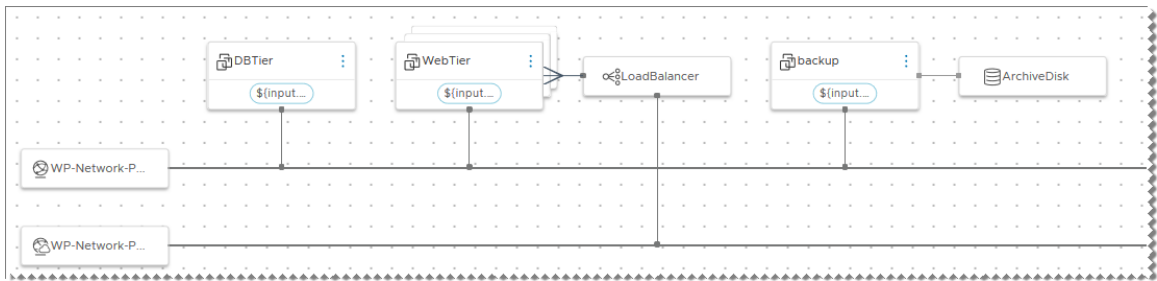 DBTier
WebTier
LoadBalancer
backup
ArchiveDisk
${input....
${input....
${input....
WP-Network-P...
WP-Network-P...